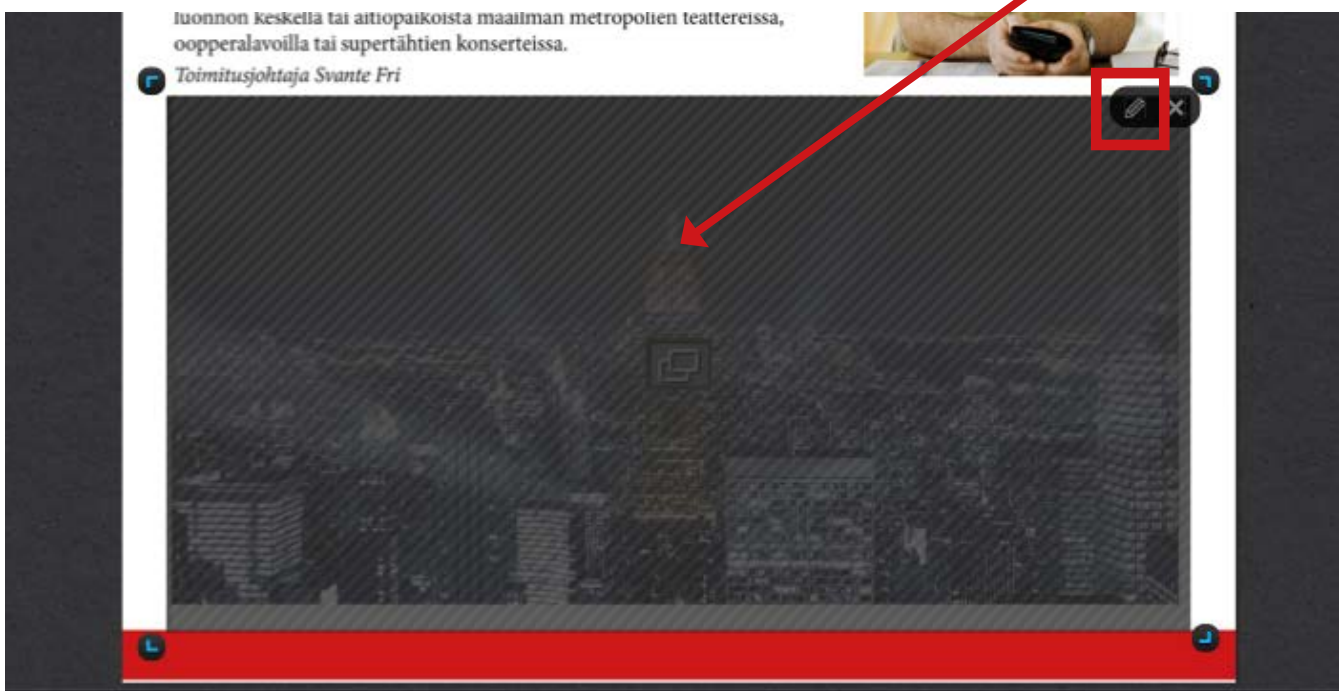 luonnon keskellä tai aitiopaikoista maailman metropolien teattereissa,
oopperalavoilla tai supertähtien konserteissa.
Toimitusjohtaja Svante Fri